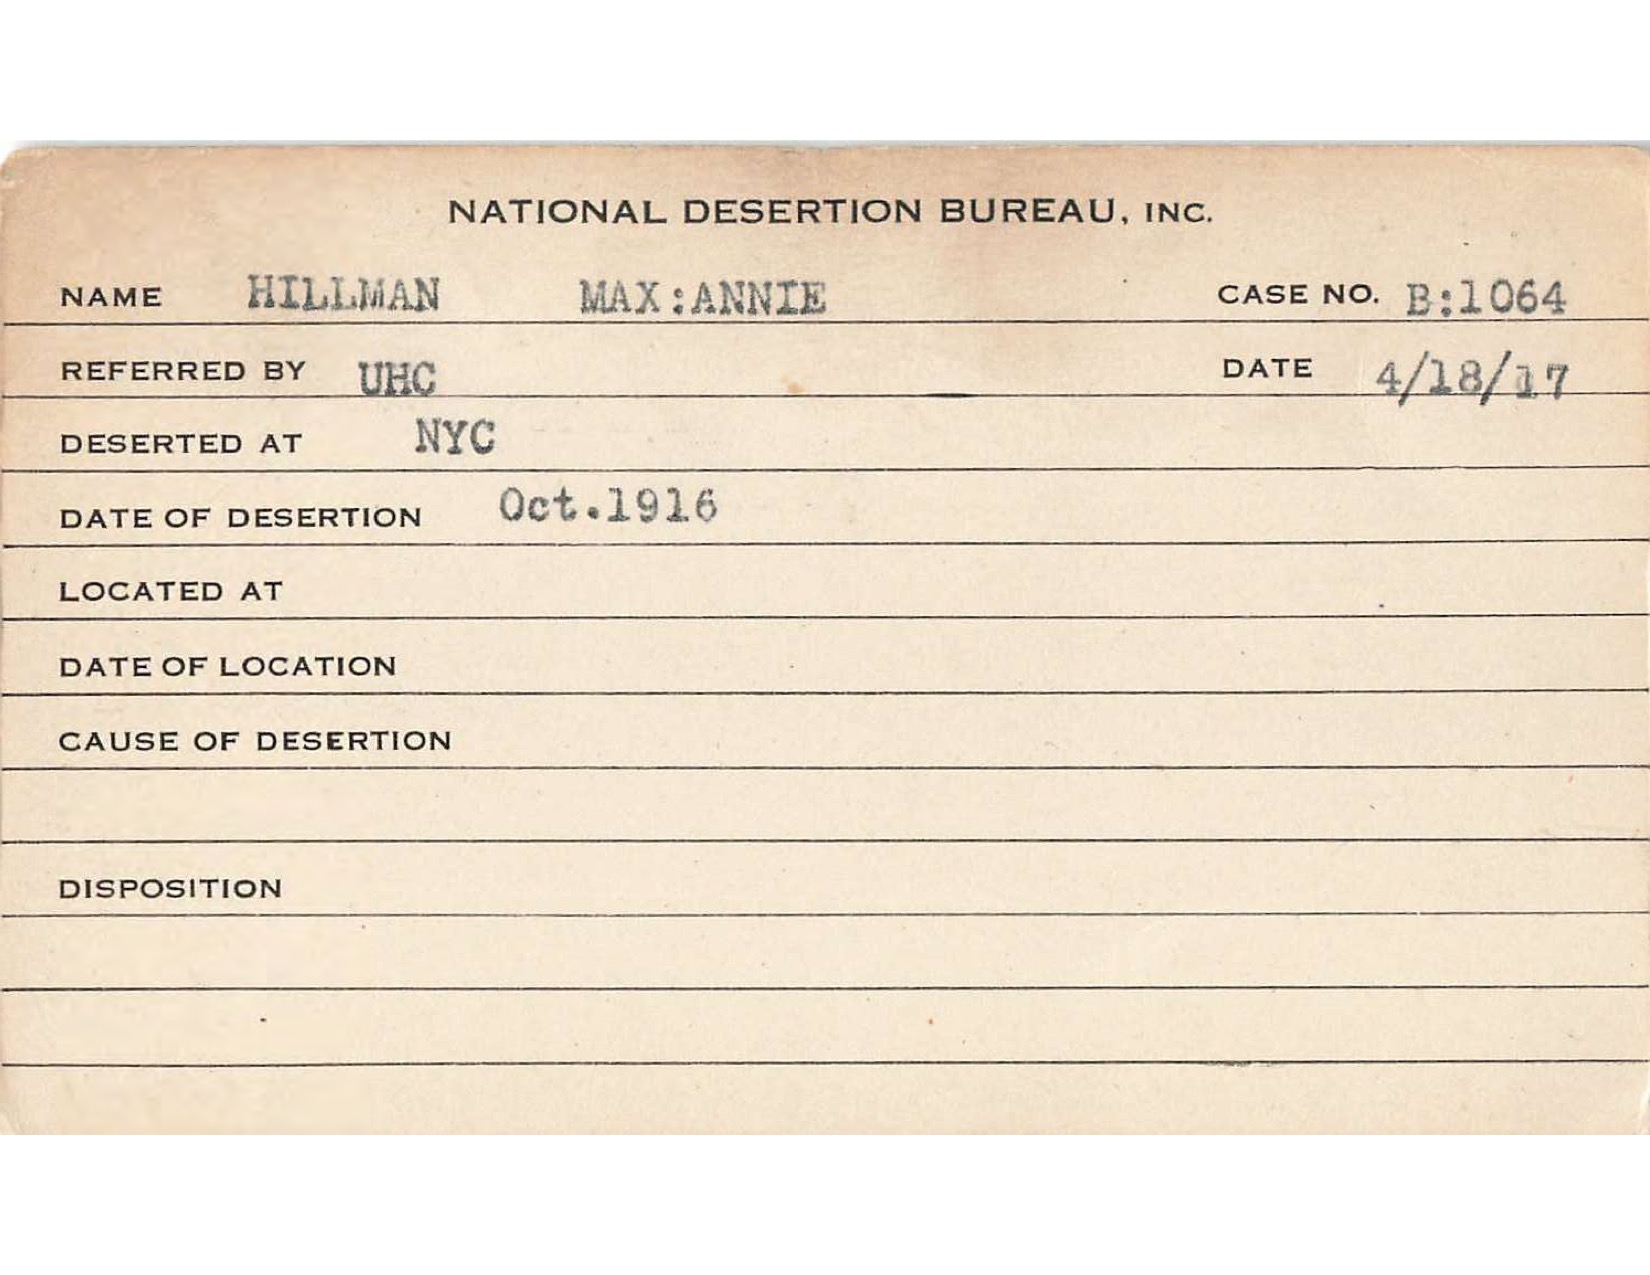 NATIONAL DESERTION BUREAU, INC.
NAME HILLMAN MAX:ANNIE CASE NO. B:1064
REFERRED BY UHC DATE 4/18/17
DESERTED AT NYC
DATE OF DESERTION Oct.1916
LOCATED AT
DATE OF LOCATION
CAUSE OF DESERTION
DISPOSITION